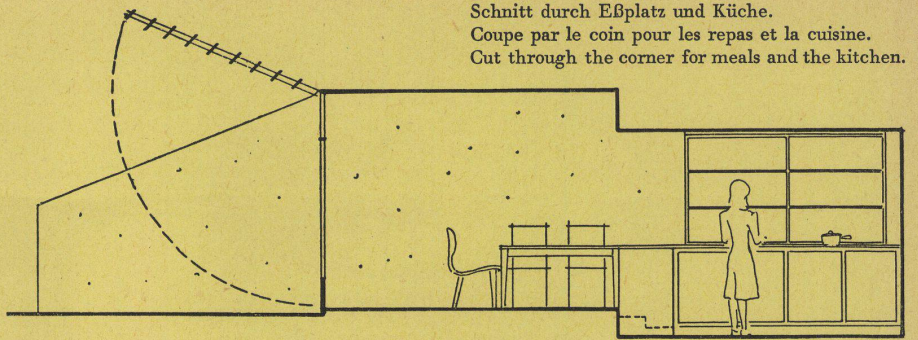 Schnitt durch Eßplatz und Küche.
Coupe par le coin pour les repas et la cuisine.
Cut through the corner for meals and the kitchen.